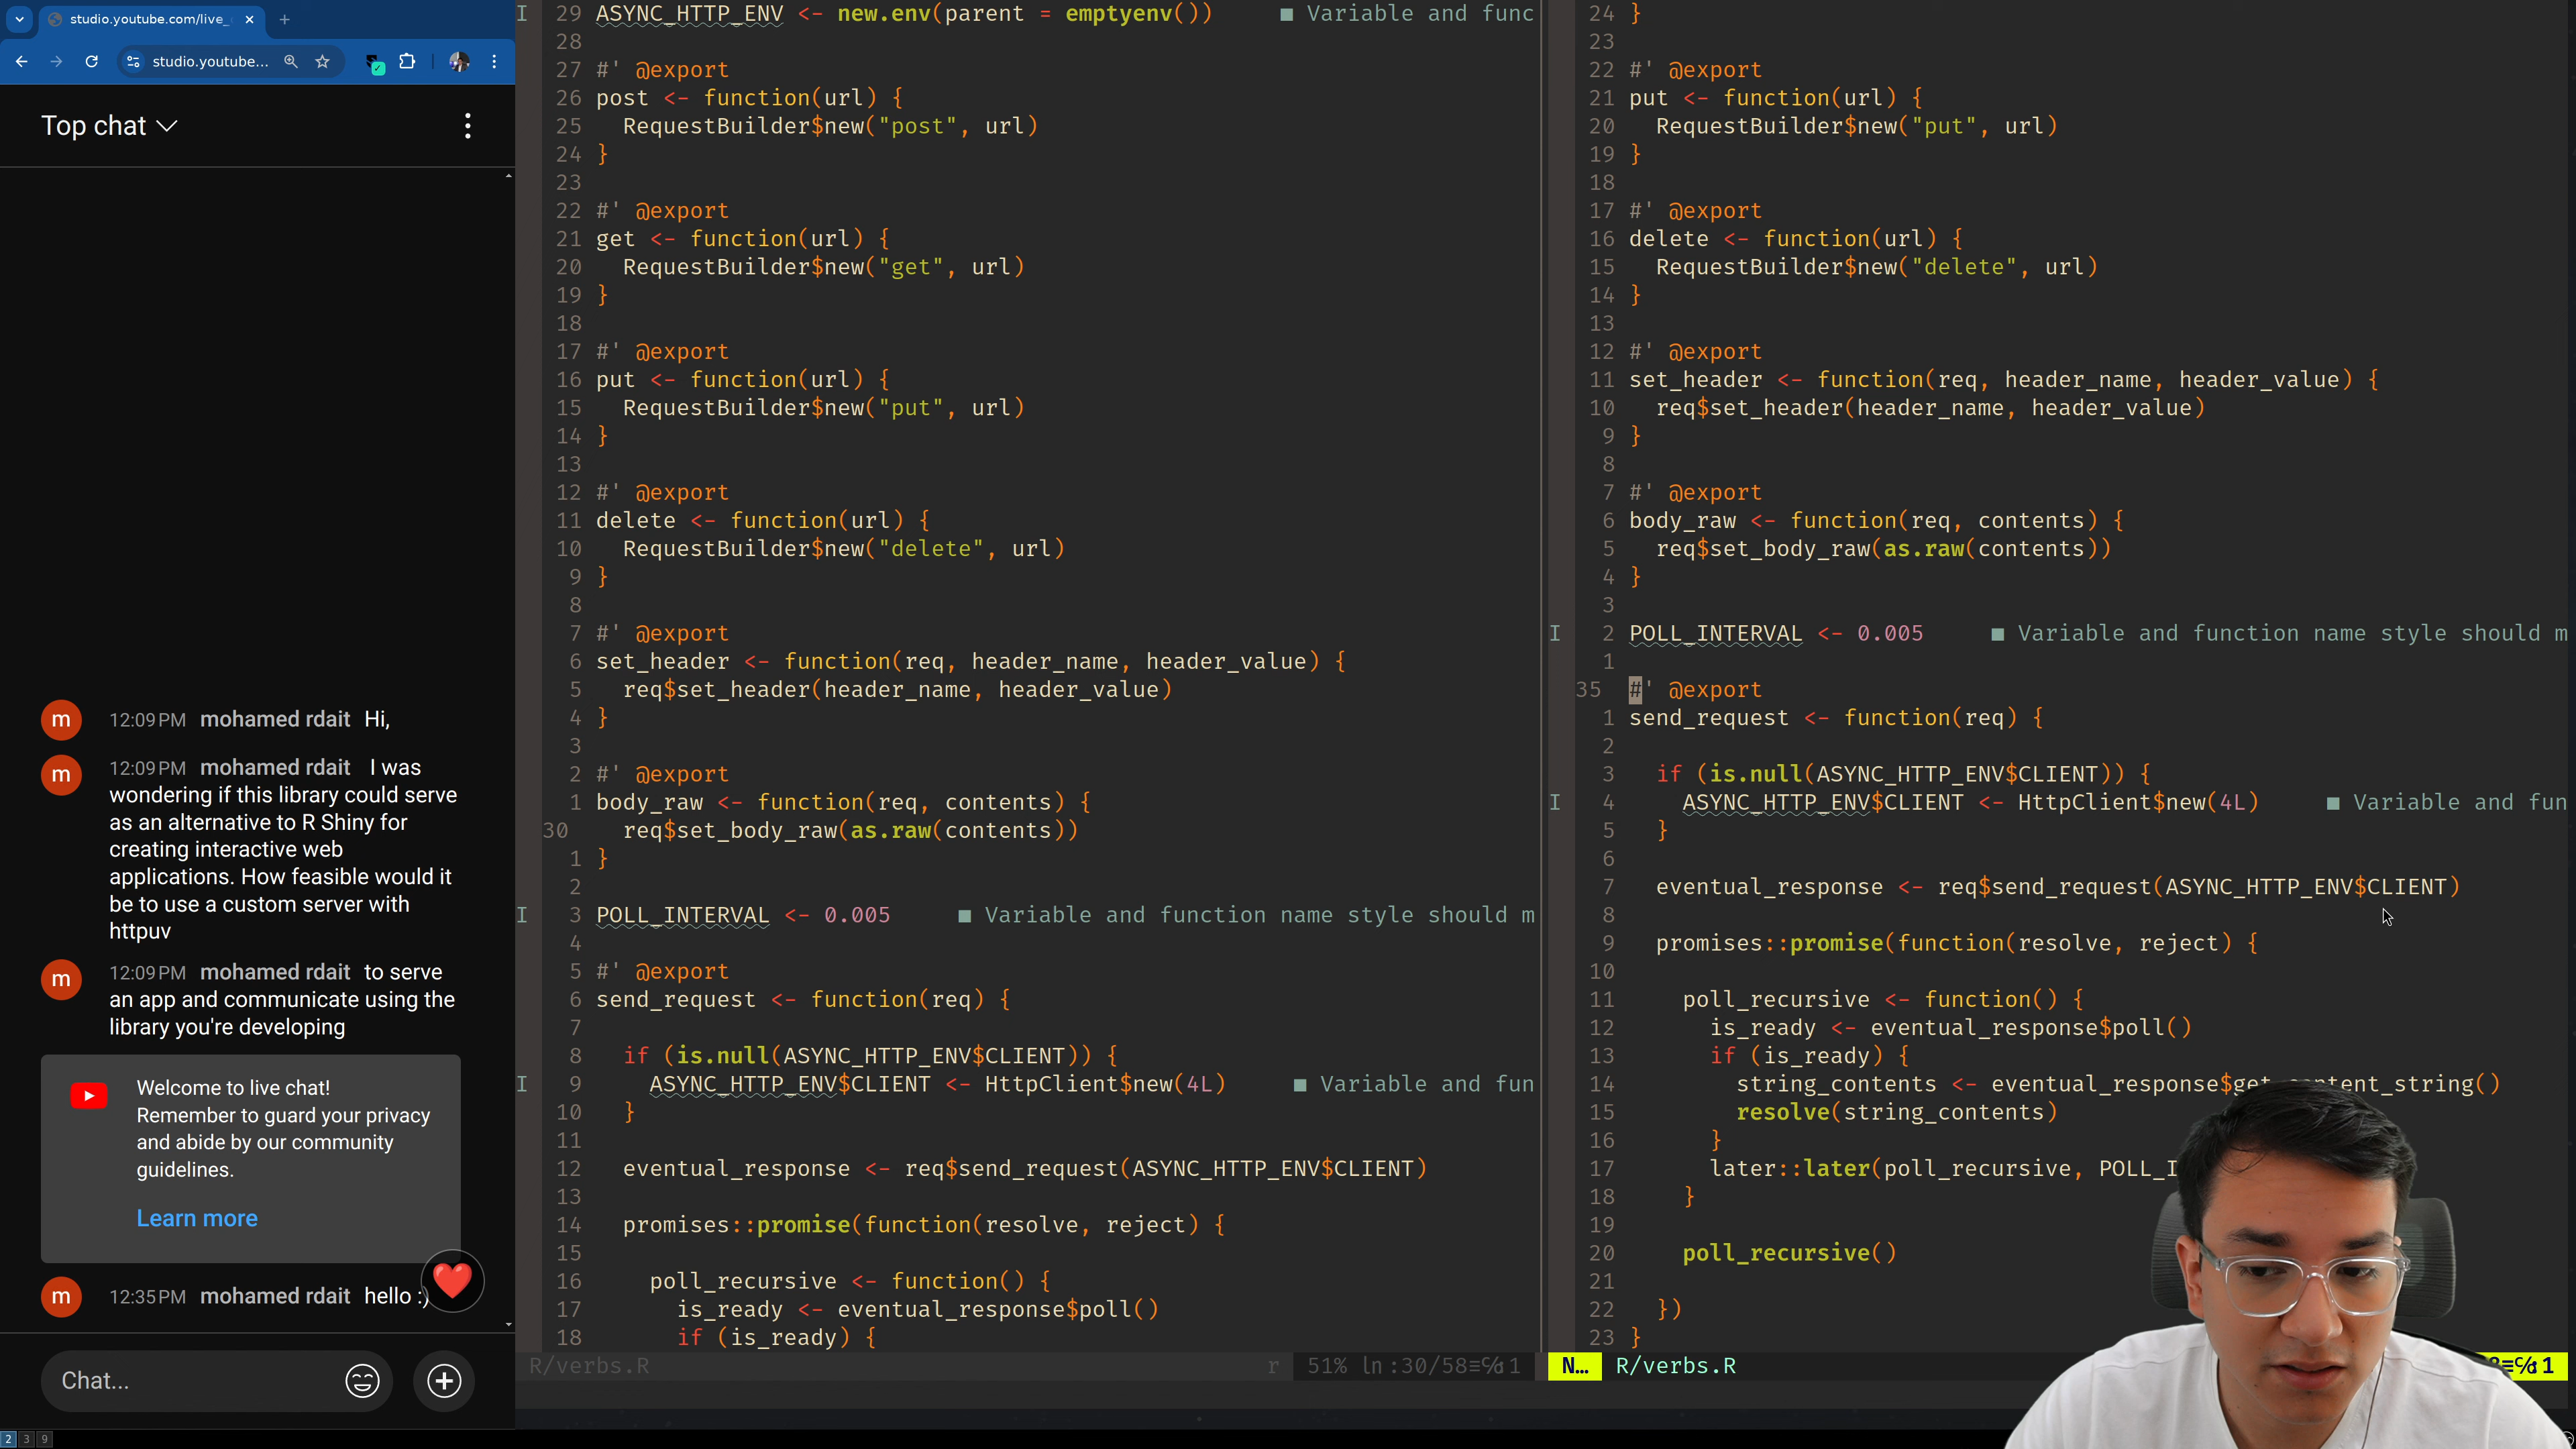 studio.youtube.com/live_
studio.youtube...
Top chat
m 12:09 PM mohamed rdait Hi,
m 12:09 PM mohamed rdait I was
wondering if this library could serve
as an alternative to R Shiny for
creating interactive web
applications. How feasible would it
be to use a custom server with
httpuv
m 12:09 PM mohamed rdait to serve
an app and communicate using the
library you're developing
Welcome to live chat!
Remember to guard your privacy
and abide by our community
guidelines.
Learn more
m 12:35 PM mohamed rdait hello :)
Chat...
2 3 9
I 29 ASYNC_HTTP_ENV <- new.env(parent = emptyenv()) ■ Variable and func
28
27 #' @export
26 post <- function(url) {
25 RequestBuilder$new("post", url)
24 }
23
22 #' @export
21 get <- function(url) {
20 RequestBuilder$new("get", url)
19 }
18
17 #' @export
16 put <- function(url) {
15 RequestBuilder$new("put", url)
14 }
13
12 #' @export
11 delete <- function(url) {
10 RequestBuilder$new("delete", url)
9 }
8
7 #' @export
6 set_header <- function(req, header_name, header_value) {
5 req$set_header(header_name, header_value)
4 }
3
2 #' @export
1 body_raw <- function(req, contents) {
30 req$set_body_raw(as.raw(contents))
1 }
2
I 3 POLL_INTERVAL <- 0.005 ■ Variable and function name style should m
4
5 #' @export
6 send_request <- function(req) {
7
8 if (is.null(ASYNC_HTTP_ENV$CLIENT)) {
I 9 ASYNC_HTTP_ENV$CLIENT <- HttpClient$new(4L) ■ Variable and fun
10 }
11
12 eventual_response <- req$send_request(ASYNC_HTTP_ENV$CLIENT)
13
14 promises::promise(function(resolve, reject) {
15
16 poll_recursive <- function() {
17 is_ready <- eventual_response$poll()
18 if (is_ready) {
R/verbs.R r 51% ln :30/58≡℅:1
24 }
23
22 #' @export
21 put <- function(url) {
20 RequestBuilder$new("put", url)
19 }
18
17 #' @export
16 delete <- function(url) {
15 RequestBuilder$new("delete", url)
14 }
13
12 #' @export
11 set_header <- function(req, header_name, header_value) {
10 req$set_header(header_name, header_value)
9 }
8
7 #' @export
6 body_raw <- function(req, contents) {
5 req$set_body_raw(as.raw(contents))
4 }
3
I 2 POLL_INTERVAL <- 0.005 ■ Variable and function name style should m
1
35 #' @export
1 send_request <- function(req) {
2
3 if (is.null(ASYNC_HTTP_ENV$CLIENT)) {
I 4 ASYNC_HTTP_ENV$CLIENT <- HttpClient$new(4L) ■ Variable and fun
5 }
6
7 eventual_response <- req$send_request(ASYNC_HTTP_ENV$CLIENT)
8
9 promises::promise(function(resolve, reject) {
10
11 poll_recursive <- function() {
12 is_ready <- eventual_response$poll()
13 if (is_ready) {
14 string_contents <- eventual_response$get_content_string()
15 resolve(string_contents)
16 }
17 later::later(poll_recursive, POLL_I
18 }
19
20 poll_recursive()
21
22 })
23 }
N… R/verbs.R ≡℅:1